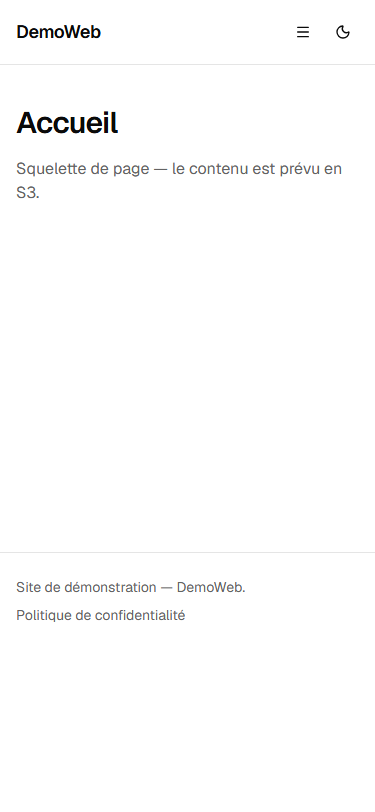 DemoWeb
Accueil
Squelette de page — le contenu est prévu en
S3.
Site de démonstration — DemoWeb.
Politique de confidentialité